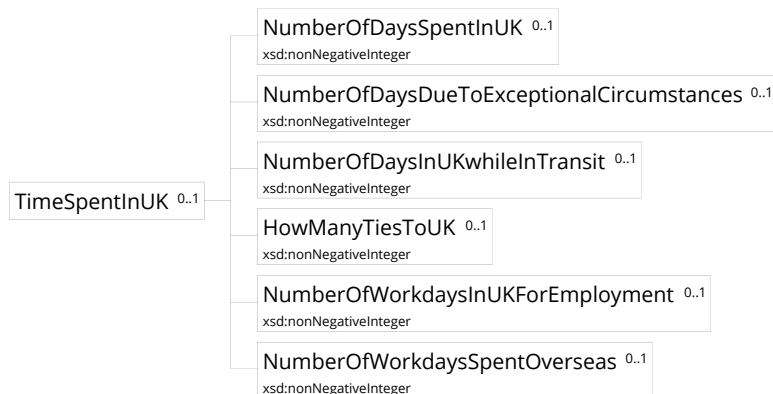 NumberOfDaysSpentInUK 0..1
xsd:nonNegativeInteger
NumberOfDaysDueToExceptionalCircumstances 0..1
xsd:nonNegativeInteger
NumberOfDaysInUKwhileInTransit 0..1
xsd:nonNegativeInteger
TimeSpentInUK 0..1
HowManyTiesToUK 0..1
xsd:nonNegativeInteger
NumberOfWorkdaysInUKForEmployment 0..1
xsd:nonNegativeInteger
NumberOfWorkdaysSpentOverseas 0..1
xsd:nonNegativeInteger